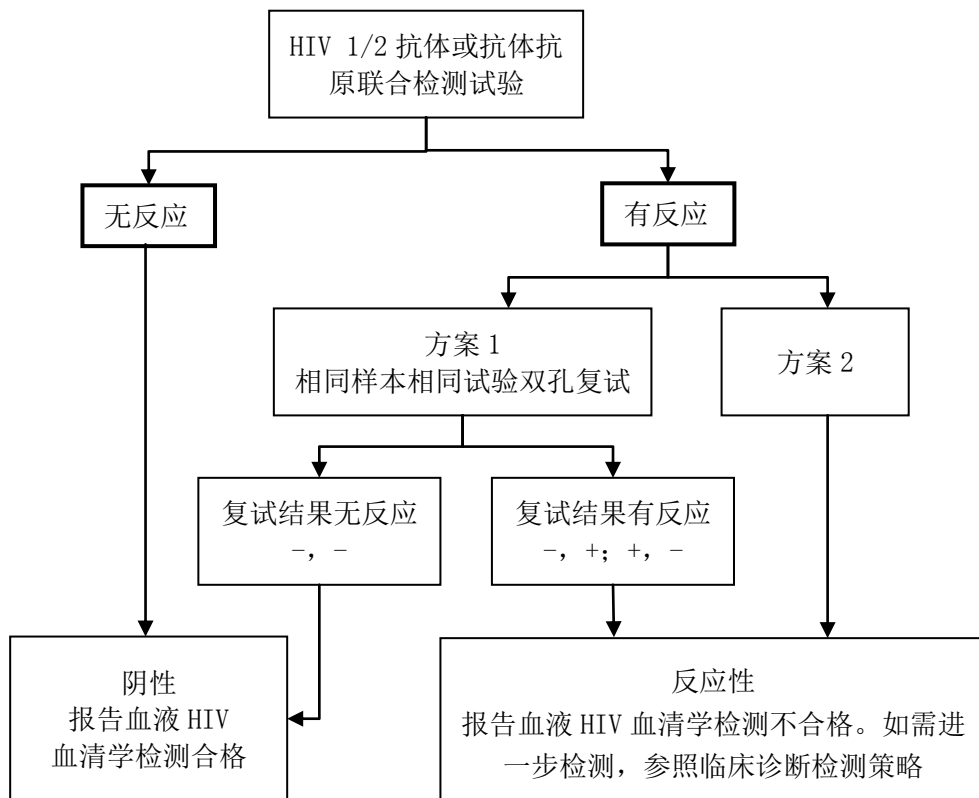 HIV 1/2 抗体或抗体抗
原联合检测试验
无反应
有反应
方案 1
相同样本相同试验双孔复试
方案 2
复试结果无反应
-，-
复试结果有反应
-，+；+，-
阴性
报告血液 HIV
血清学检测合格
反应性
报告血液 HIV 血清学检测不合格。如需进
一步检测，参照临床诊断检测策略